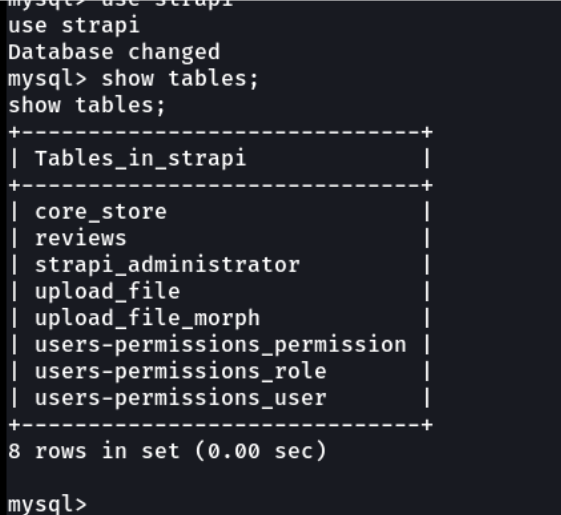 mysql> use strapi
use strapi
Database changed
mysql> show tables;
show tables;
+------------------------------+
| Tables_in_strapi             |
+------------------------------+
| core_store                   |
| reviews                      |
| strapi_administrator         |
| upload_file                  |
| upload_file_morph            |
| users-permissions_permission |
| users-permissions_role       |
| users-permissions_user       |
+------------------------------+
8 rows in set (0.00 sec)

mysql>